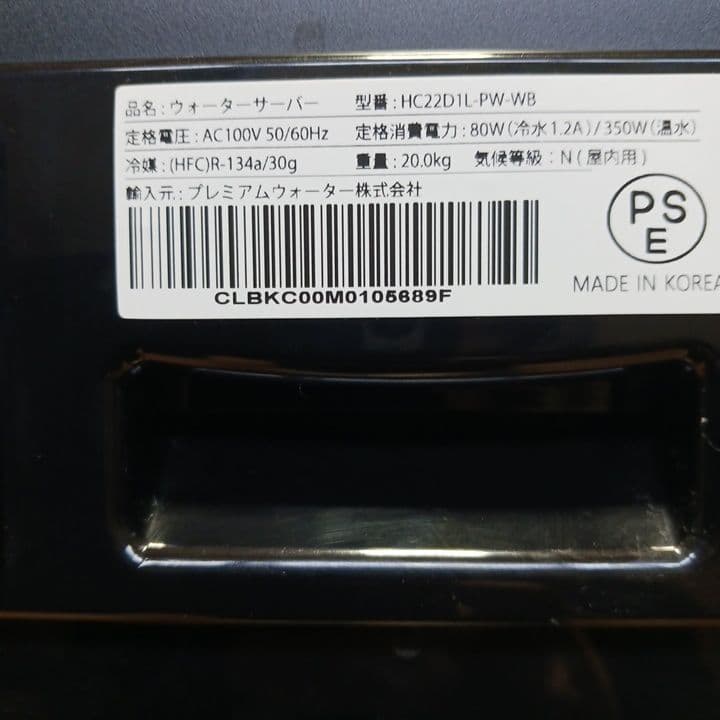 品名:ウォーターサーバー 型番:HC22D1L-PW-WB
定格電圧:AC100V 50/60Hz 定格消費電力:80W(冷水1.2A)/350W(温水)
冷媒:(HFC)R-134a/30g 重量:20.0kg 気候等級:N(屋内用)
輸入元:プレミアムウォーター株式会社
PS
E
CLBKC00M0105689F
MADE IN KOREA